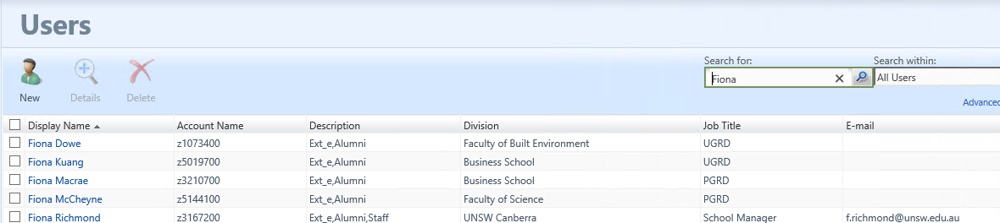 Users
New Details Delete
Search for: Search within:
Fiona All Users
Advanced
Display Name Account Name Description Division Job Title E-mail
Fiona Dowe z1073400 Ext_e,Alumni Faculty of Built Environment UGRD
Fiona Kuang z5019700 Ext_e,Alumni Business School UGRD
Fiona Macrae z3210700 Ext_e,Alumni Business School PGRD
Fiona McCheyne z5144100 Ext_e,Alumni Faculty of Science PGRD
Fiona Richmond z3167200 Ext_e,Alumni,Staff UNSW Canberra School Manager f.richmond@unsw.edu.au